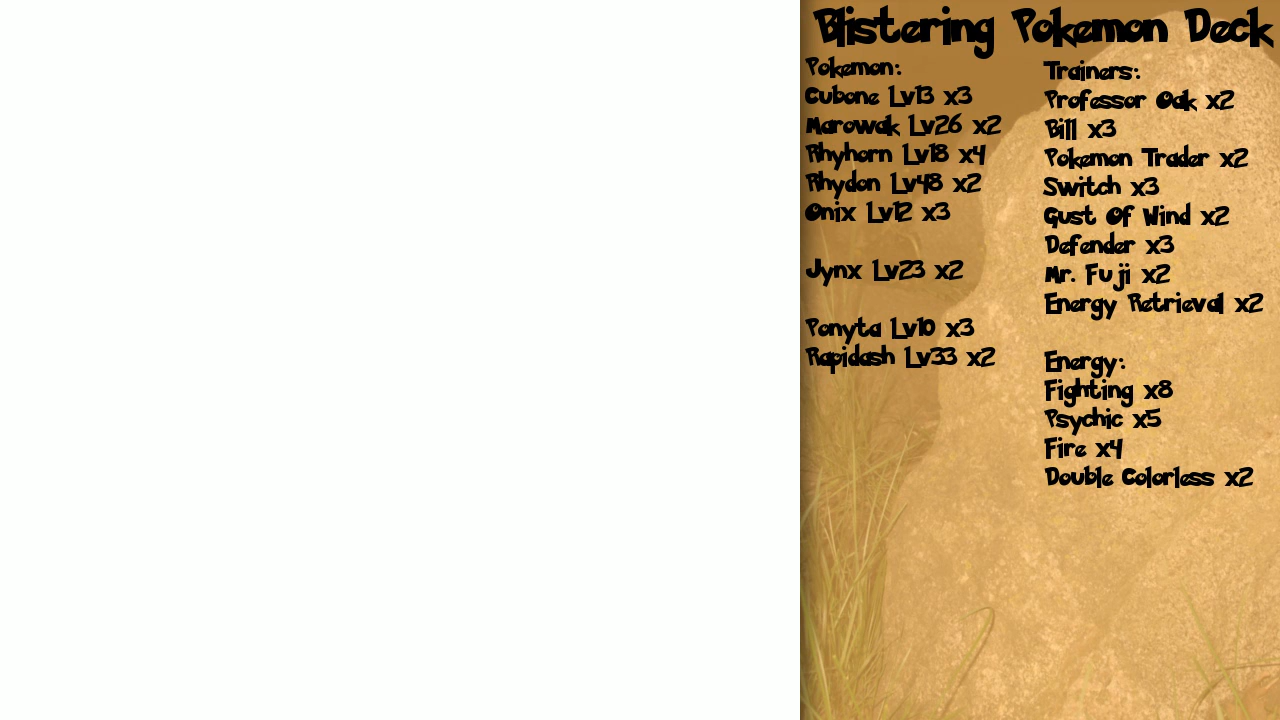 Blistering Pokemon Deck
Pokemon:
Cubone Lv13 x3
Marowak Lv26 x2
Rhyhorn Lv18 x4
Rhydon Lv48 x2
Onix Lv12 x3
Jynx Lv23 x2
Ponyta Lv10 x3
Rapidash Lv33 x2
Trainers:
Professor Oak x2
Bill x3
Pokemon Trader x2
Switch x3
Gust Of Wind x2
Defender x3
Mr. Fuji x2
Energy Retrieval x2
Energy:
Fighting x8
Psychic x5
Fire x4
Double Colorless x2